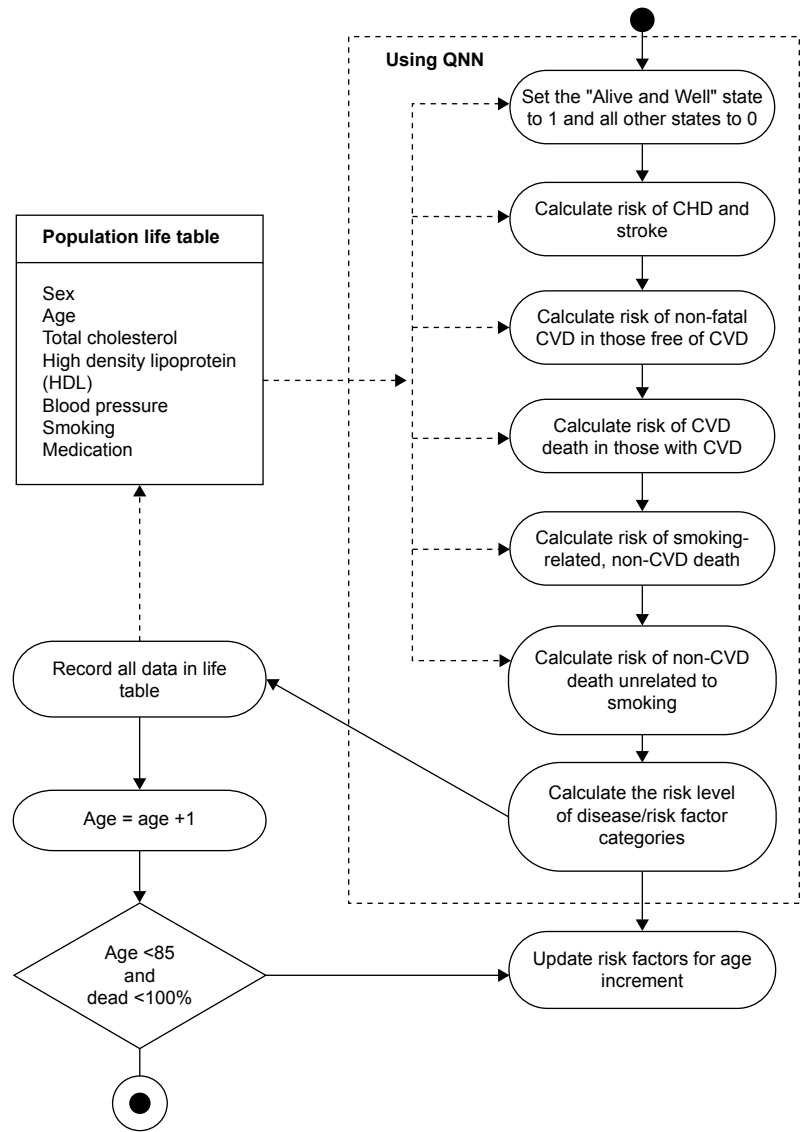 Using QNN
Set the "Alive and Well" state
to 1 and all other states to 0
Calculate risk of CHD and
stroke
Calculate risk of non-fatal
CVD in those free of CVD
Calculate risk of CVD
death in those with CVD
Calculate risk of smoking-
related, non-CVD death
Calculate risk of non-CVD
death unrelated to
smoking
Calculate the risk level
of disease/risk factor
categories
Update risk factors for age
increment
Population life table
Sex
Age
Total cholesterol
High density lipoprotein
(HDL)
Blood pressure
Smoking
Medication
Record all data in life
table
Age = age +1
Age <85
and
dead <100%